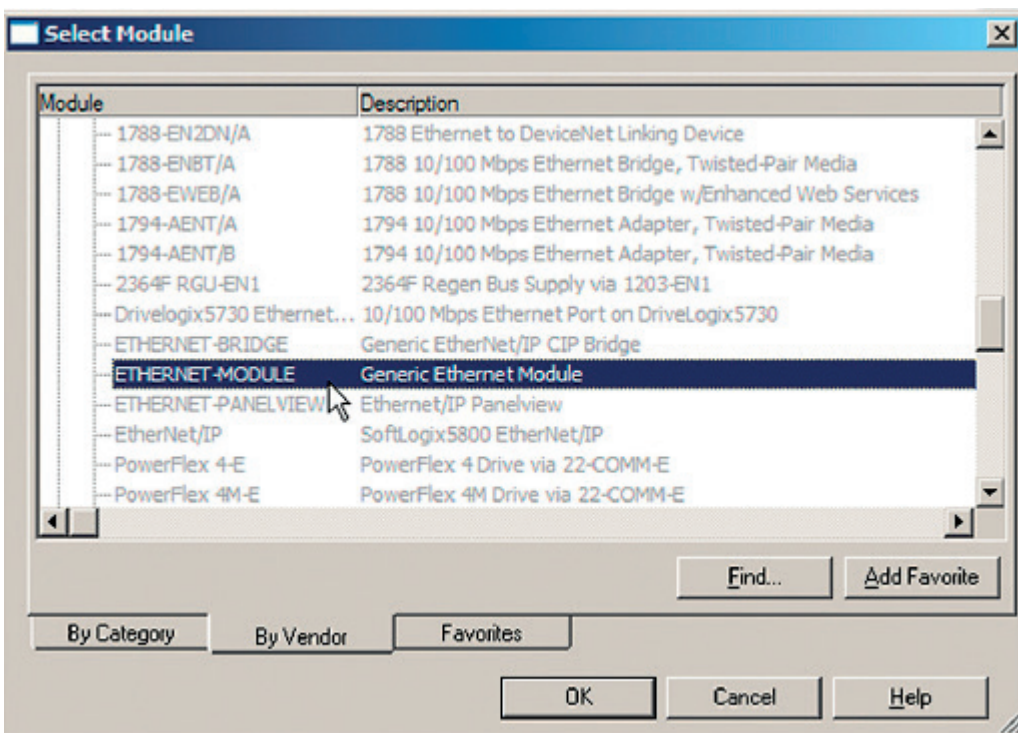 Select Module
Module Description
1788-EN2DN/A 1788 Ethernet to DeviceNet Linking Device
1788-ENBT/A 1788 10/100 Mbps Ethernet Bridge, Twisted-Pair Media
1788-EWEB/A 1788 10/100 Mbps Ethernet Bridge w/Enhanced Web Services
1794-AENT/A 1794 10/100 Mbps Ethernet Adapter, Twisted-Pair Media
1794-AENT/B 1794 10/100 Mbps Ethernet Adapter, Twisted-Pair Media
2364F RGU-EN1 2364F Regen Bus Supply via 1203-EN1
Drivelogix5730 Ethernet... 10/100 Mbps Ethernet Port on DriveLogix5730
ETHERNET-BRIDGE Generic EtherNet/IP CIP Bridge
ETHERNET-MODULE Generic Ethernet Module
ETHERNET-PANELVIEW Ethernet/IP Panelview
EtherNet/IP SoftLogix5800 EtherNet/IP
PowerFlex 4-E PowerFlex 4 Drive via 22-COMM-E
PowerFlex 4M-E PowerFlex 4M Drive via 22-COMM-E
Find... Add Favorite
By Category By Vendor Favorites
OK Cancel Help